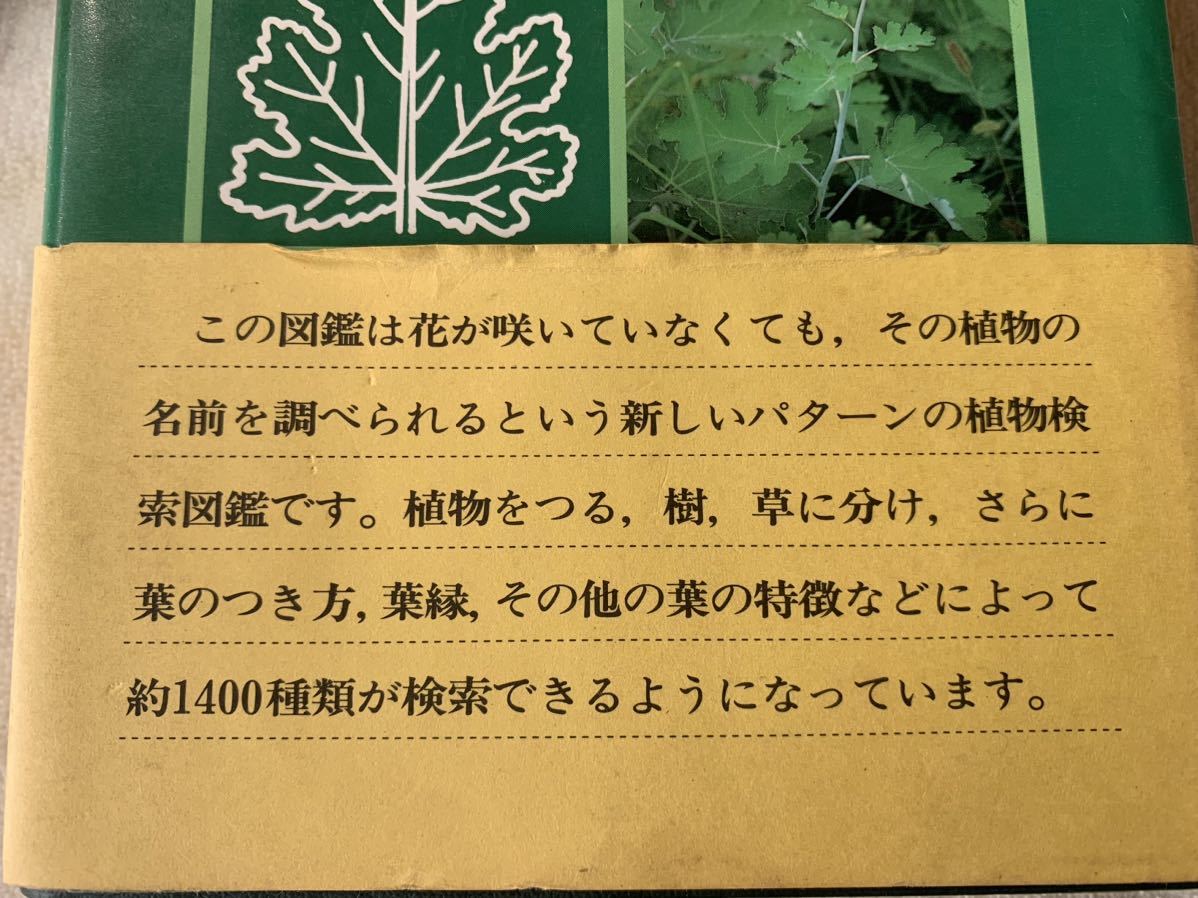 この図鑑は花が咲いていなくても，その植物の
名前を調べられるという新しいパターンの植物検
索図鑑です。植物をつる，樹，草に分け，さらに
葉のつき方，葉縁，その他の葉の特徴などによって
約1400種類が検索できるようになっています。